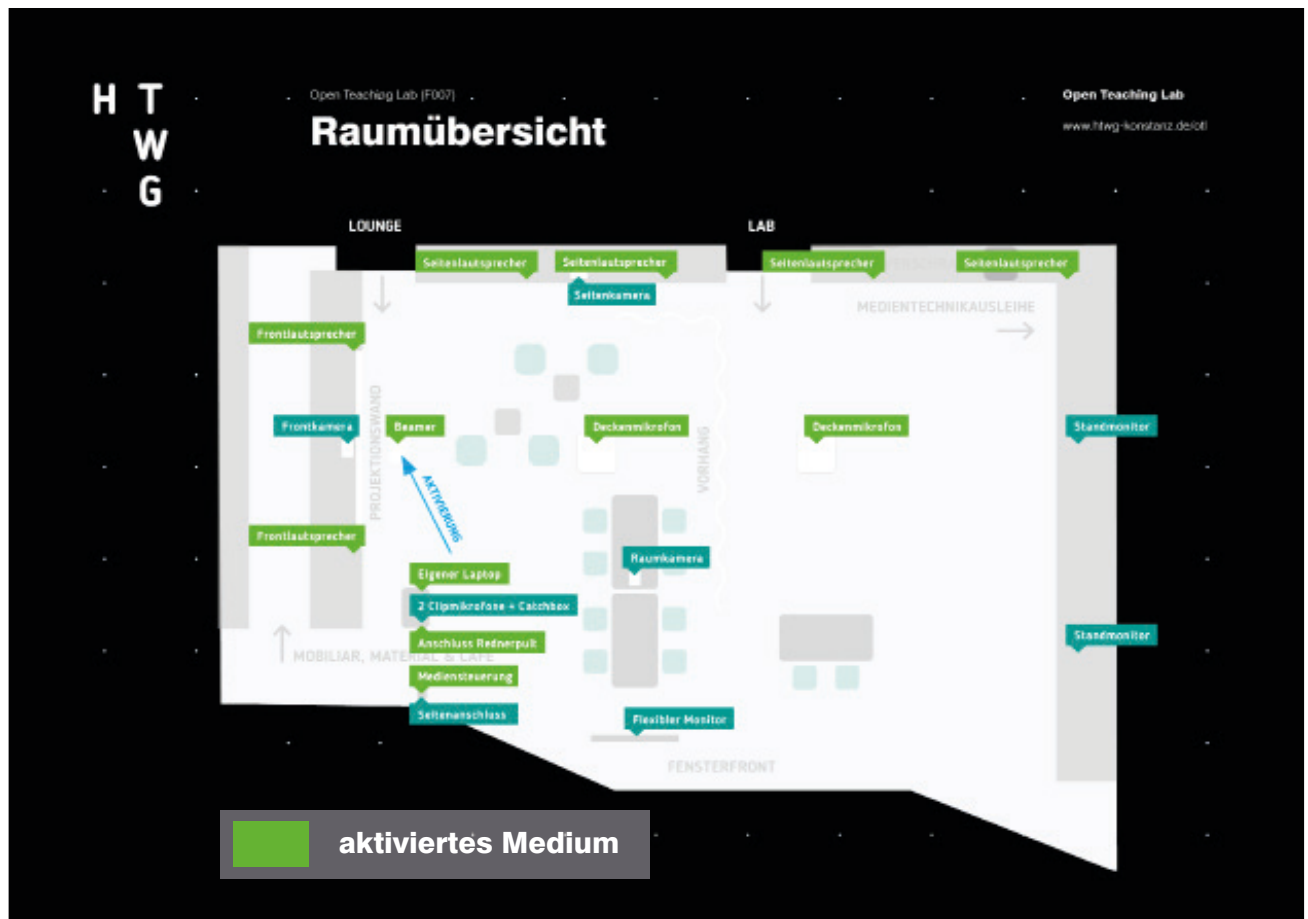 H T
W
G
Open Teaching Lab (F007)
Raumübersicht
Open Teaching Lab
www.htwg-konstanz.de/otl
LOUNGE
LAB
Seitenlautsprecher
Seitenlautsprecher
Seitenlautsprecher
Seitenlautsprecher
Seitenkamera
MEDIENTECHNIKAUSLEIHE
Frontlautsprecher
PROJEKTIONSWAND
Frontkamera
Beamer
Deckenmikrofon
VORHANG
Deckenmikrofon
Standmonitor
AKTIVIERUNG
Frontlautsprecher
Raumkamera
Eigener Laptop
2 Clipmikrofone + Catchbox
Anschluss Rednerpult
Standmonitor
MOBILIAR, MATERIAL & CAFE
Mediensteuerung
Seitenanschluss
Flexibler Monitor
FENSTERFRONT
aktiviertes Medium